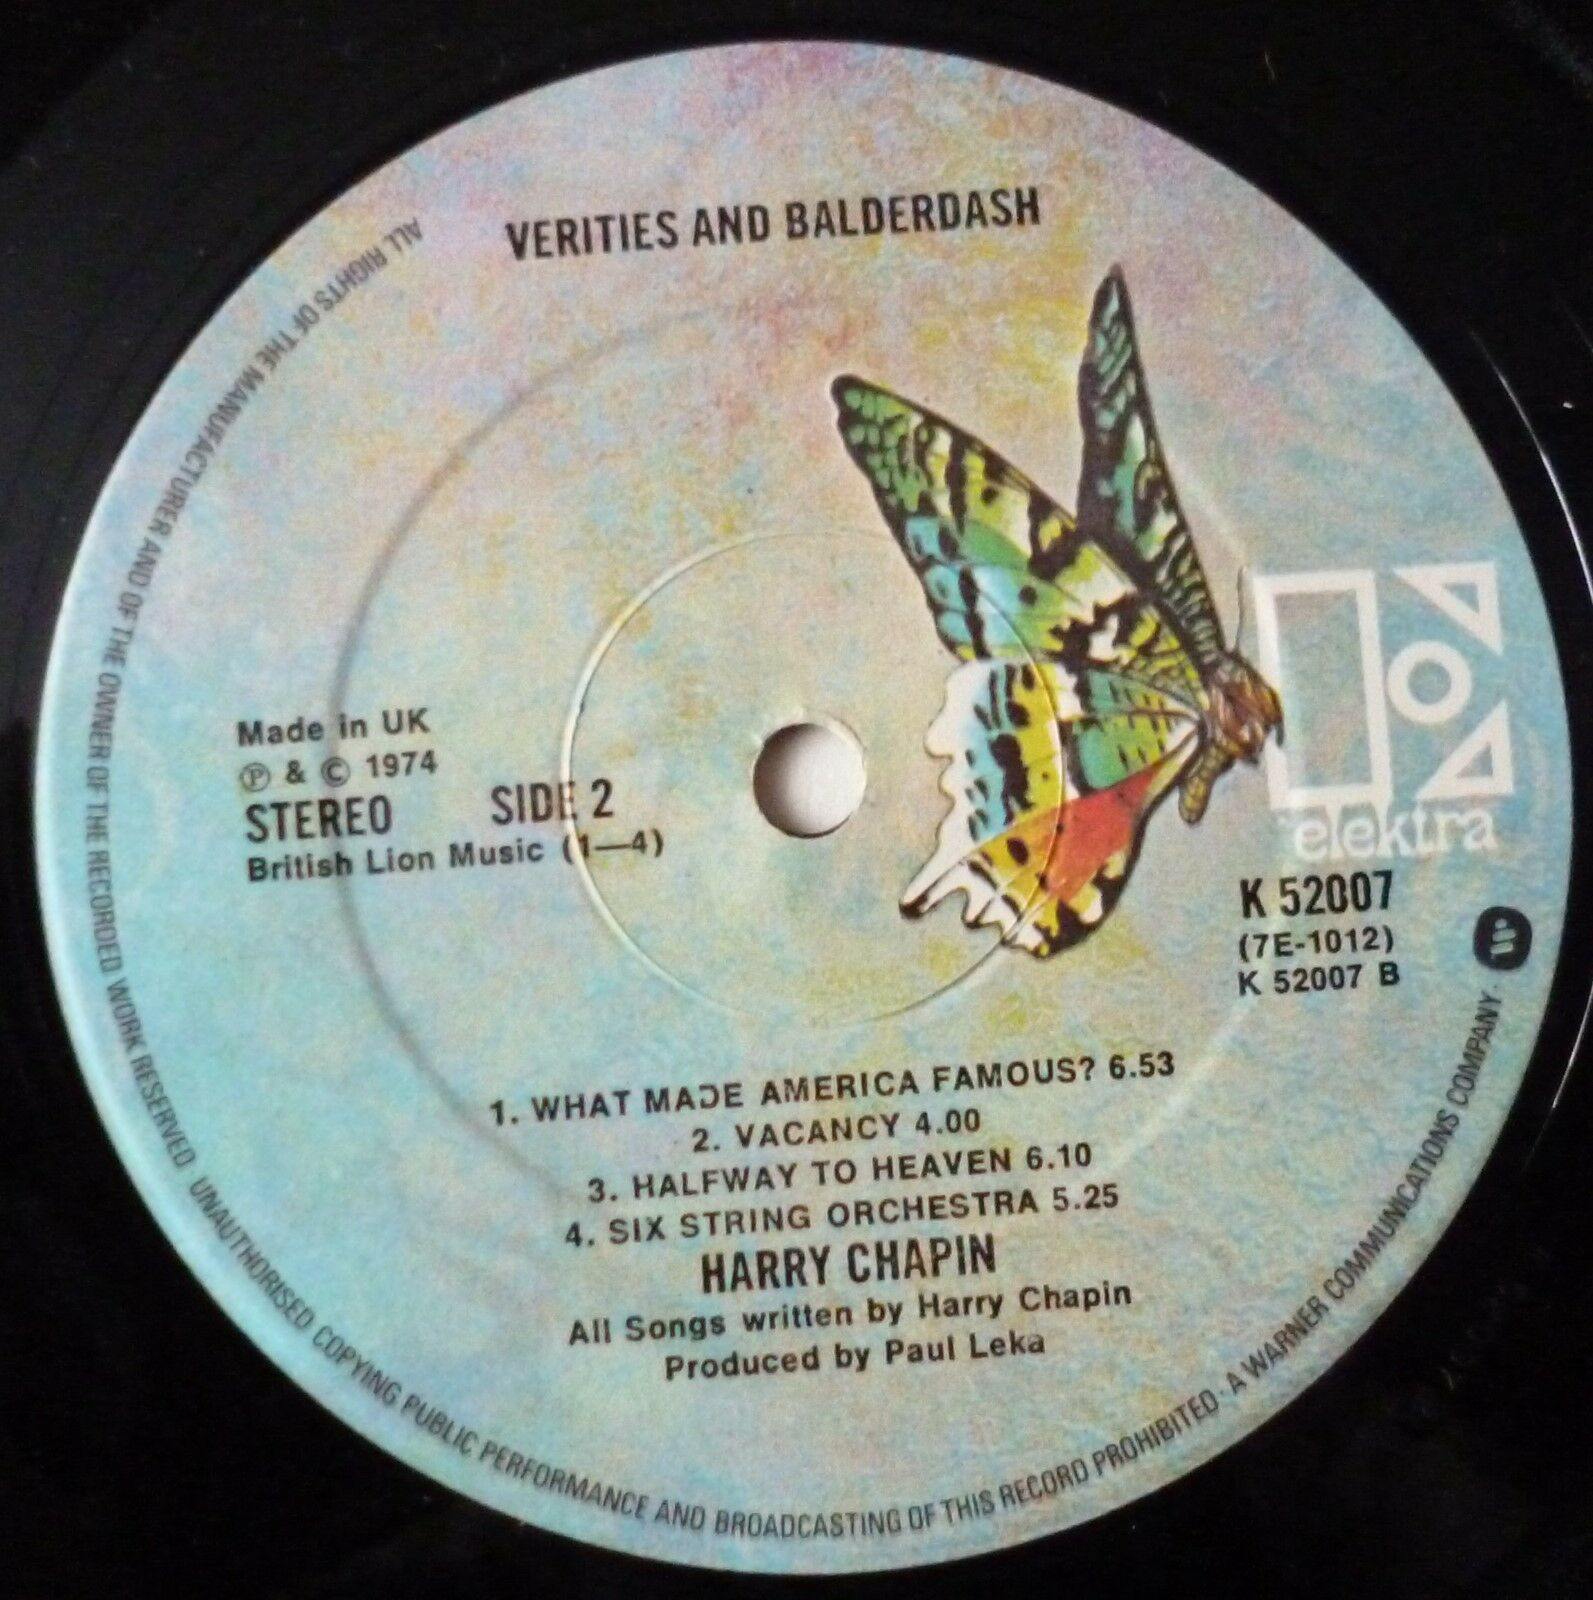 VERITIES AND BALDERDASH
Made in UK
Ⓟ & © 1974
STEREO SIDE 2
British Lion Music (1—4)
elektra
K 52007
(7E-1012)
K 52007 B
1. WHAT MADE AMERICA FAMOUS? 6.53
2. VACANCY 4.00
3. HALFWAY TO HEAVEN 6.10
4. SIX STRING ORCHESTRA 5.25
HARRY CHAPIN
All Songs written by Harry Chapin
Produced by Paul Leka
ALL RIGHTS OF THE MANUFACTURER AND OF THE OWNER OF THE RECORDED WORK RESERVED. UNAUTHORISED COPYING PUBLIC PERFORMANCE AND BROADCASTING OF THIS RECORD PROHIBITED · A WARNER COMMUNICATIONS COMPANY ·